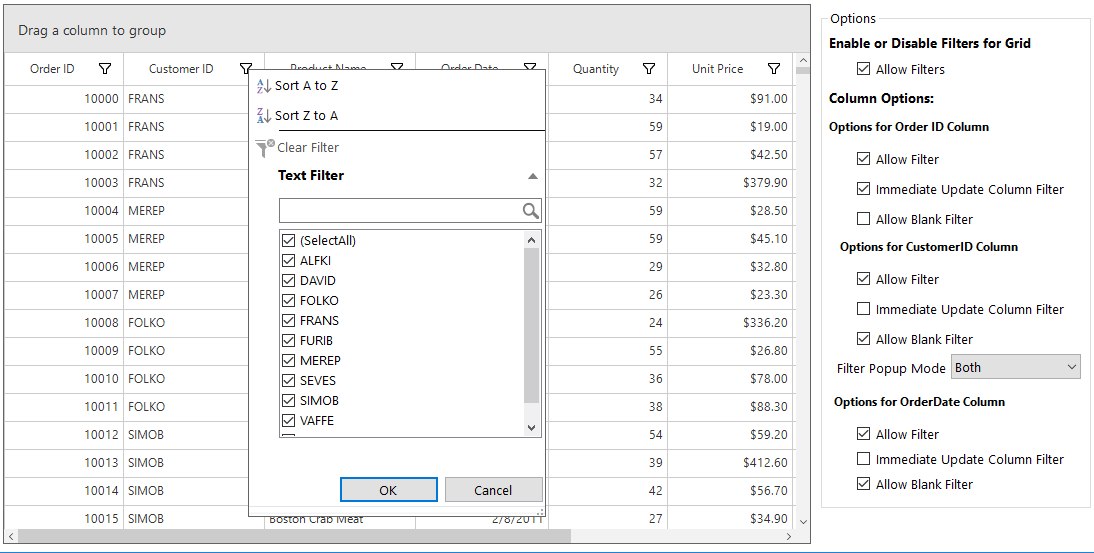 Drag a column to group
Order ID Customer ID Product Name Order Date Quantity Unit Price
10000 FRANS 34 $91.00
10001 FRANS 59 $19.00
10002 FRANS 57 $42.50
10003 FRANS 32 $379.90
10004 MEREP 59 $28.50
10005 MEREP 59 $45.10
10006 MEREP 29 $32.80
10007 MEREP 26 $23.30
10008 FOLKO 24 $336.20
10009 FOLKO 55 $26.80
10010 FOLKO 36 $78.00
10011 FOLKO 38 $88.30
10012 SIMOB 54 $59.20
10013 SIMOB 39 $412.60
10014 SIMOB 42 $56.70
10015 SIMOB Boston Crab Meat 2/8/2011 27 $34.90
Sort A to Z
Sort Z to A
Clear Filter
Text Filter
(SelectAll)
ALFKI
DAVID
FOLKO
FRANS
FURIB
MEREP
SEVES
SIMOB
VAFFE
OK Cancel
Options
Enable or Disable Filters for Grid
Allow Filters
Column Options:
Options for Order ID Column
Allow Filter
Immediate Update Column Filter
Allow Blank Filter
Options for CustomerID Column
Allow Filter
Immediate Update Column Filter
Allow Blank Filter
Filter Popup Mode Both
Options for OrderDate Column
Allow Filter
Immediate Update Column Filter
Allow Blank Filter